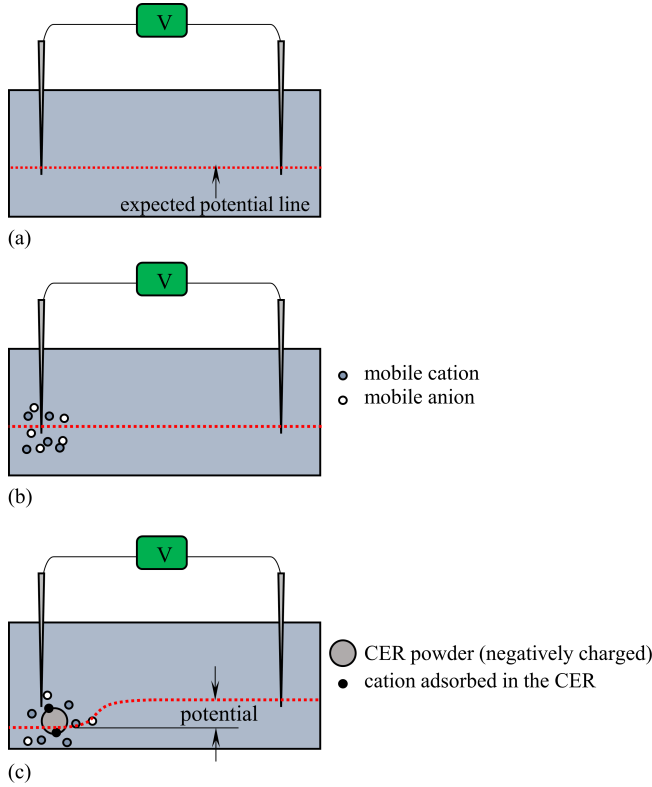 V
expected potential line
(a)
V
mobile cation
mobile anion
(b)
V
CER powder (negatively charged)
cation adsorbed in the CER
potential
(c)